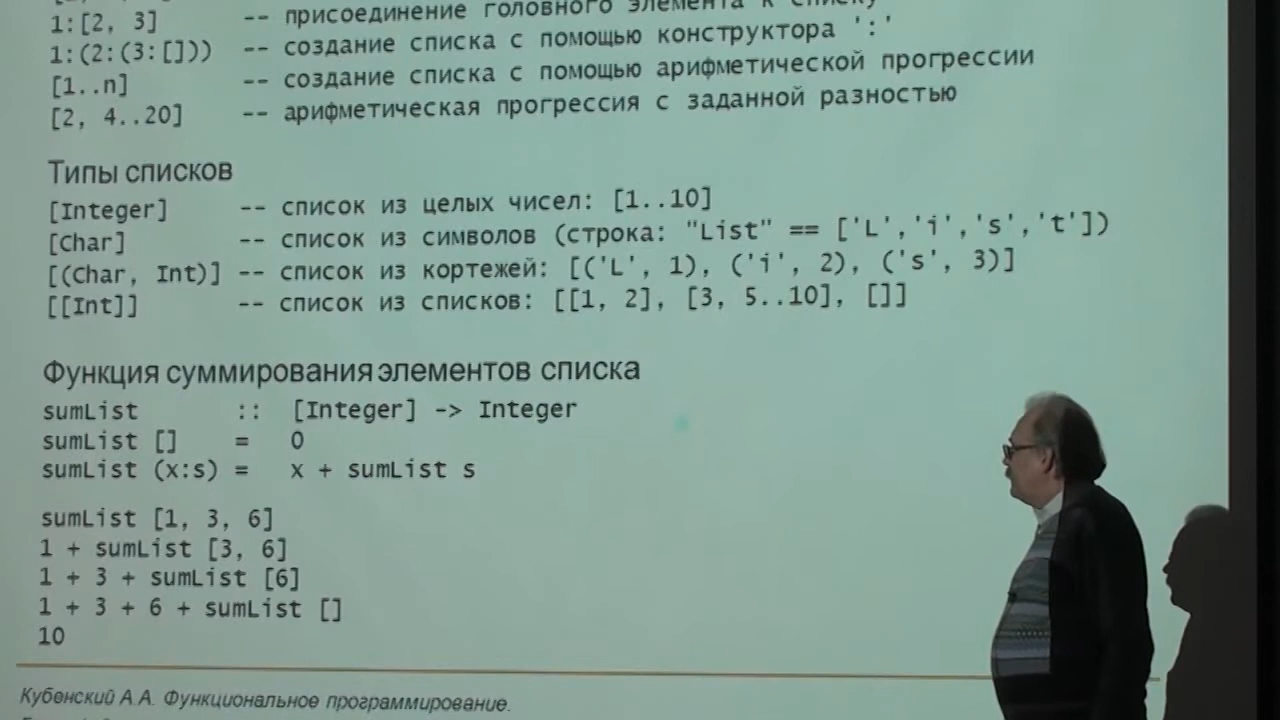 1:[2, 3] -- присоединение головного элемента к списку
1:(2:(3:[])) -- создание списка с помощью конструктора ':'
[1..n] -- создание списка с помощью арифметической прогрессии
[2, 4..20] -- арифметическая прогрессия с заданной разностью
Типы списков
[Integer] -- список из целых чисел: [1..10]
[Char] -- список из символов (строка: "List" == ['L','i','s','t'])
[(Char, Int)] -- список из кортежей: [('L', 1), ('i', 2), ('s', 3)]
[[Int]] -- список из списков: [[1, 2], [3, 5..10], []]
Функция суммирования элементов списка
sumList :: [Integer] -> Integer
sumList [] = 0
sumList (x:s) = x + sumList s
sumList [1, 3, 6]
1 + sumList [3, 6]
1 + 3 + sumList [6]
1 + 3 + 6 + sumList []
10
Кубенский А.А. Функциональное программирование.